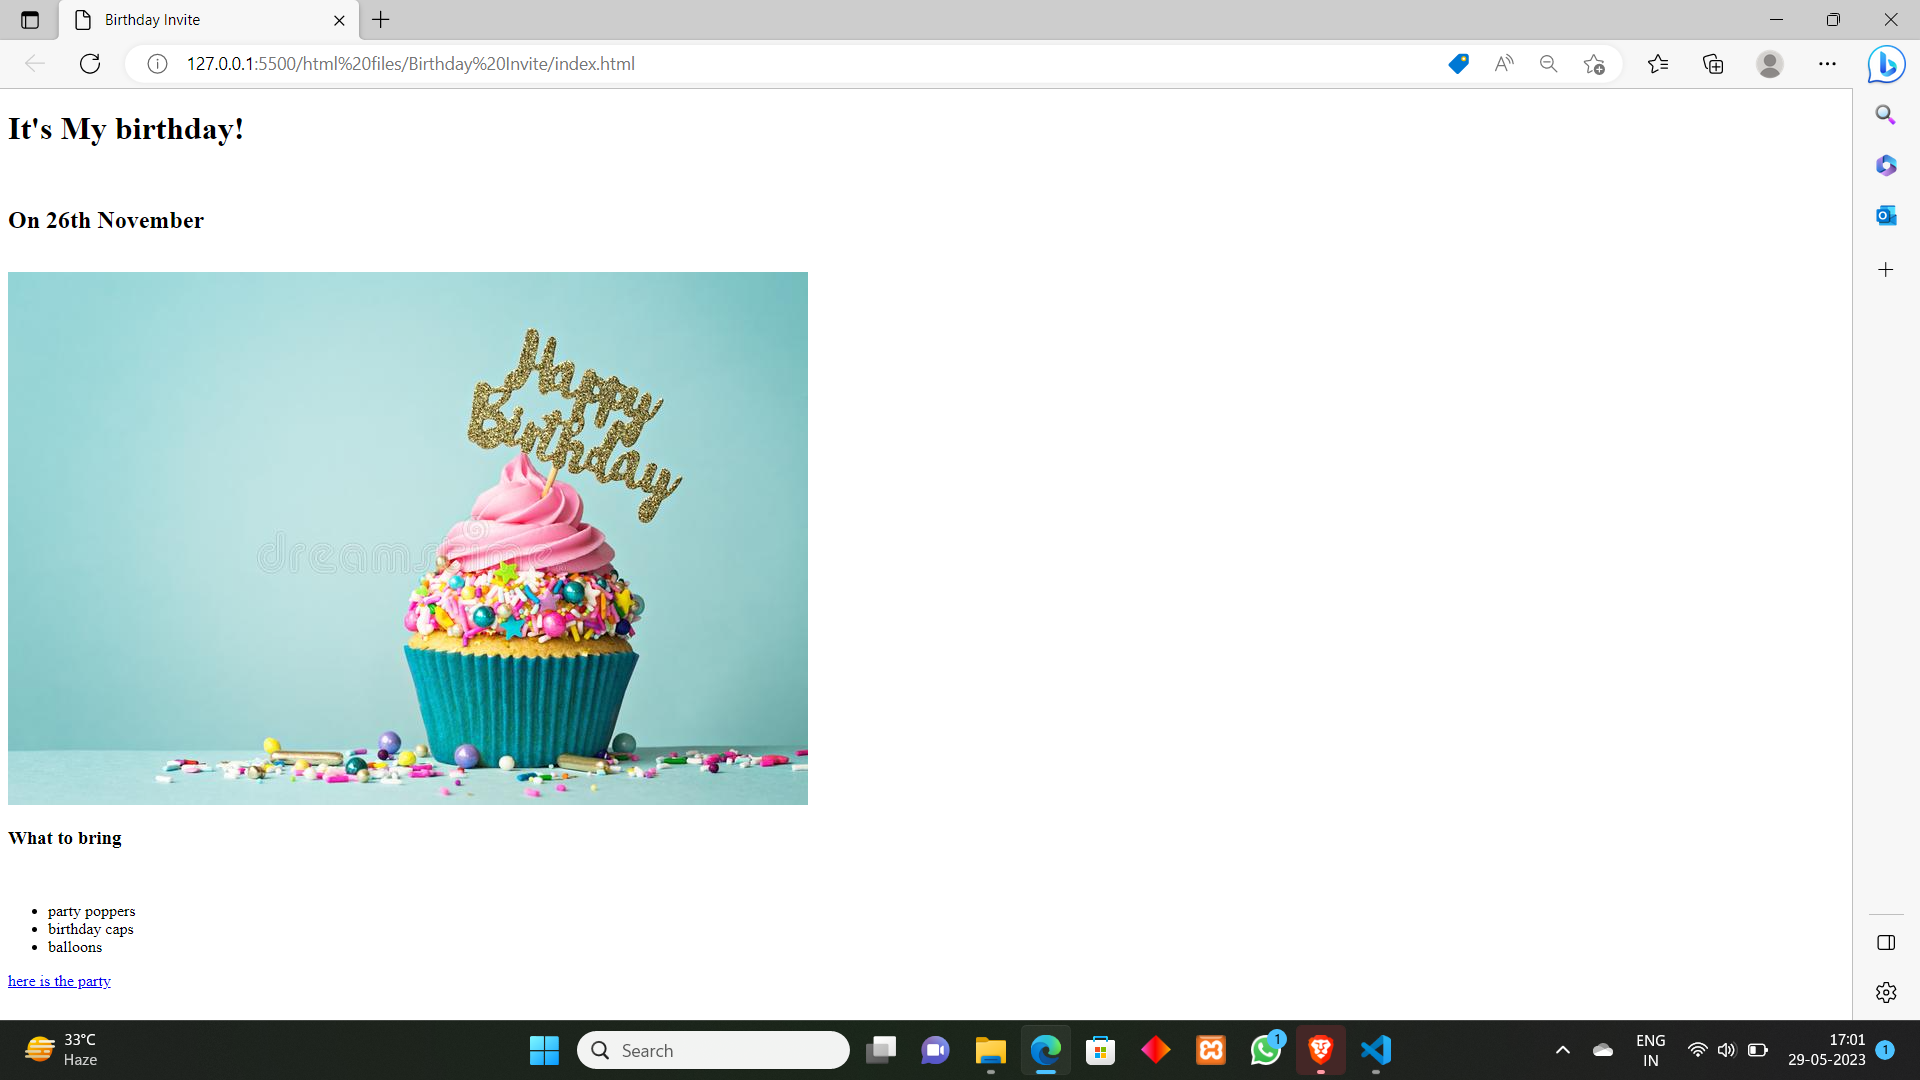 Birthday Invite
127.0.0.1:5500/html%20files/Birthday%20Invite/index.html
It's My birthday!
On 26th November
Happy
Birthday
dreamstime
What to bring
party poppers
birthday caps
balloons
here is the party
33°C
Haze
Search
1
ENG
IN
17:01
29-05-2023
1